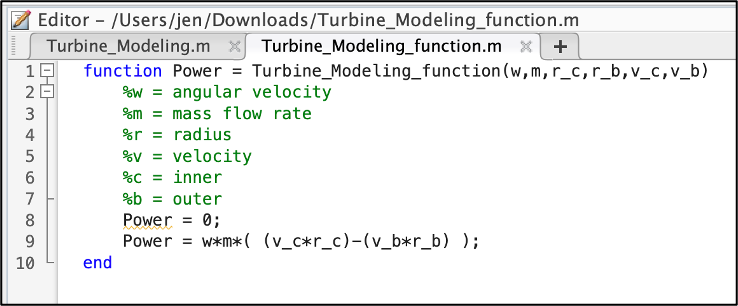 Editor – /Users/jen/Downloads/Turbine_Modeling_function.m
Turbine_Modeling.m × Turbine_Modeling_function.m × +
1 function Power = Turbine_Modeling_function(w,m,r_c,r_b,v_c,v_b)
2 %w = angular velocity
3 %m = mass flow rate
4 %r = radius
5 %v = velocity
6 %c = inner
7 %b = outer
8 Power = 0;
9 Power = w*m*( (v_c*r_c)-(v_b*r_b) );
10 end